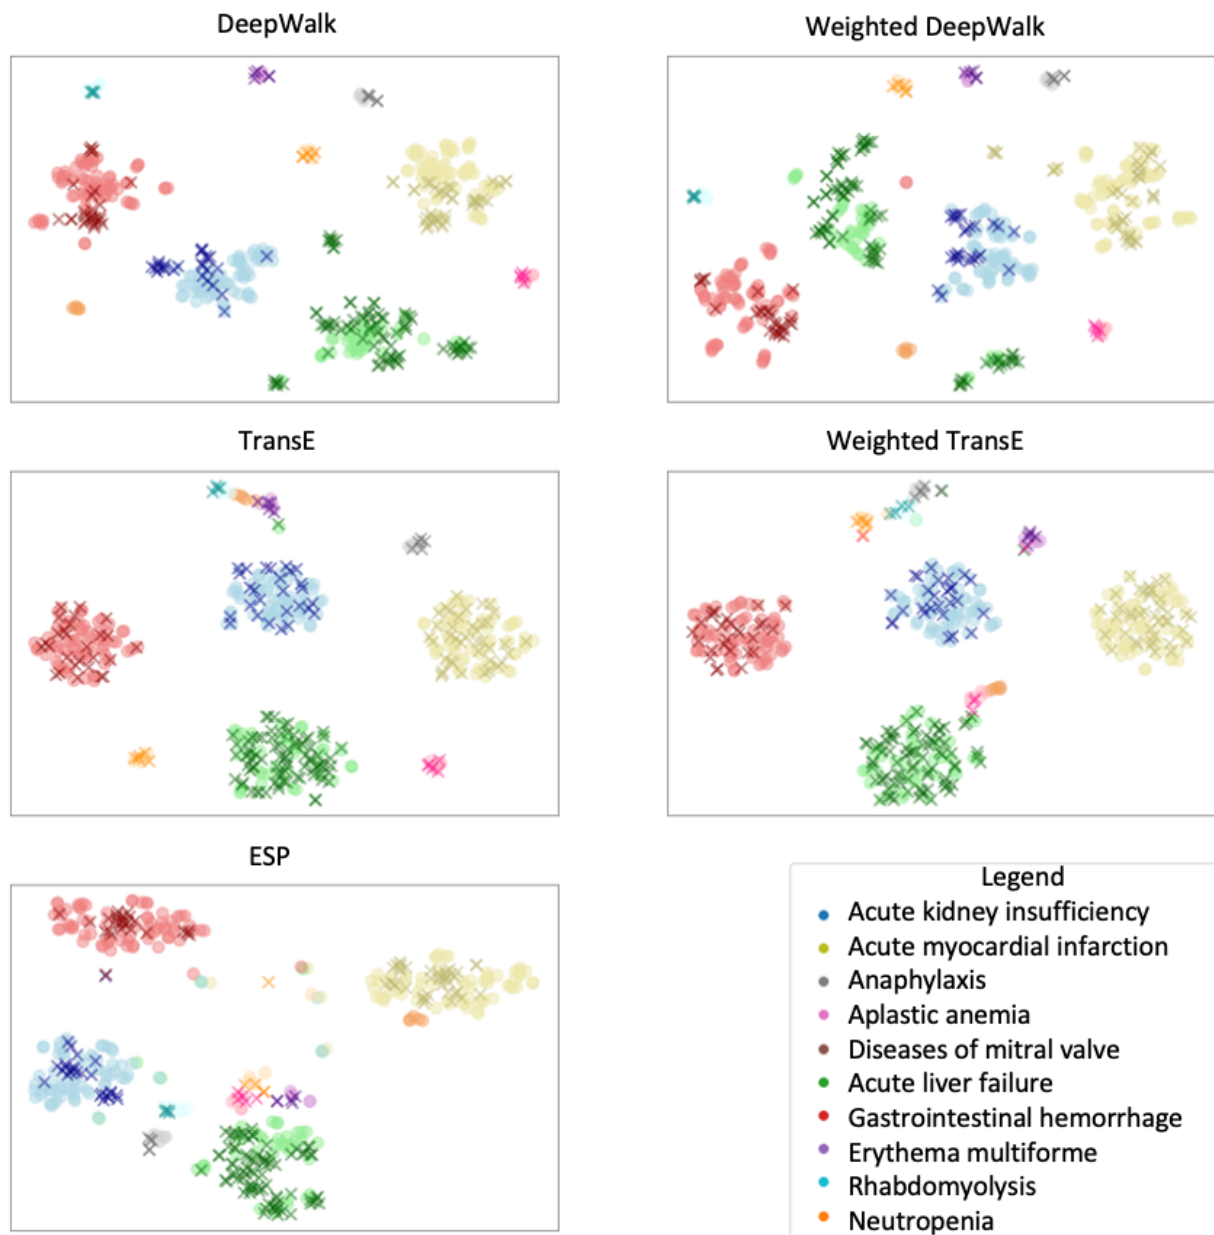 DeepWalk
Weighted DeepWalk
TransE
Weighted TransE
ESP
Legend
Acute kidney insufficiency
Acute myocardial infarction
Anaphylaxis
Aplastic anemia
Diseases of mitral valve
Acute liver failure
Gastrointestinal hemorrhage
Erythema multiforme
Rhabdomyolysis
Neutropenia